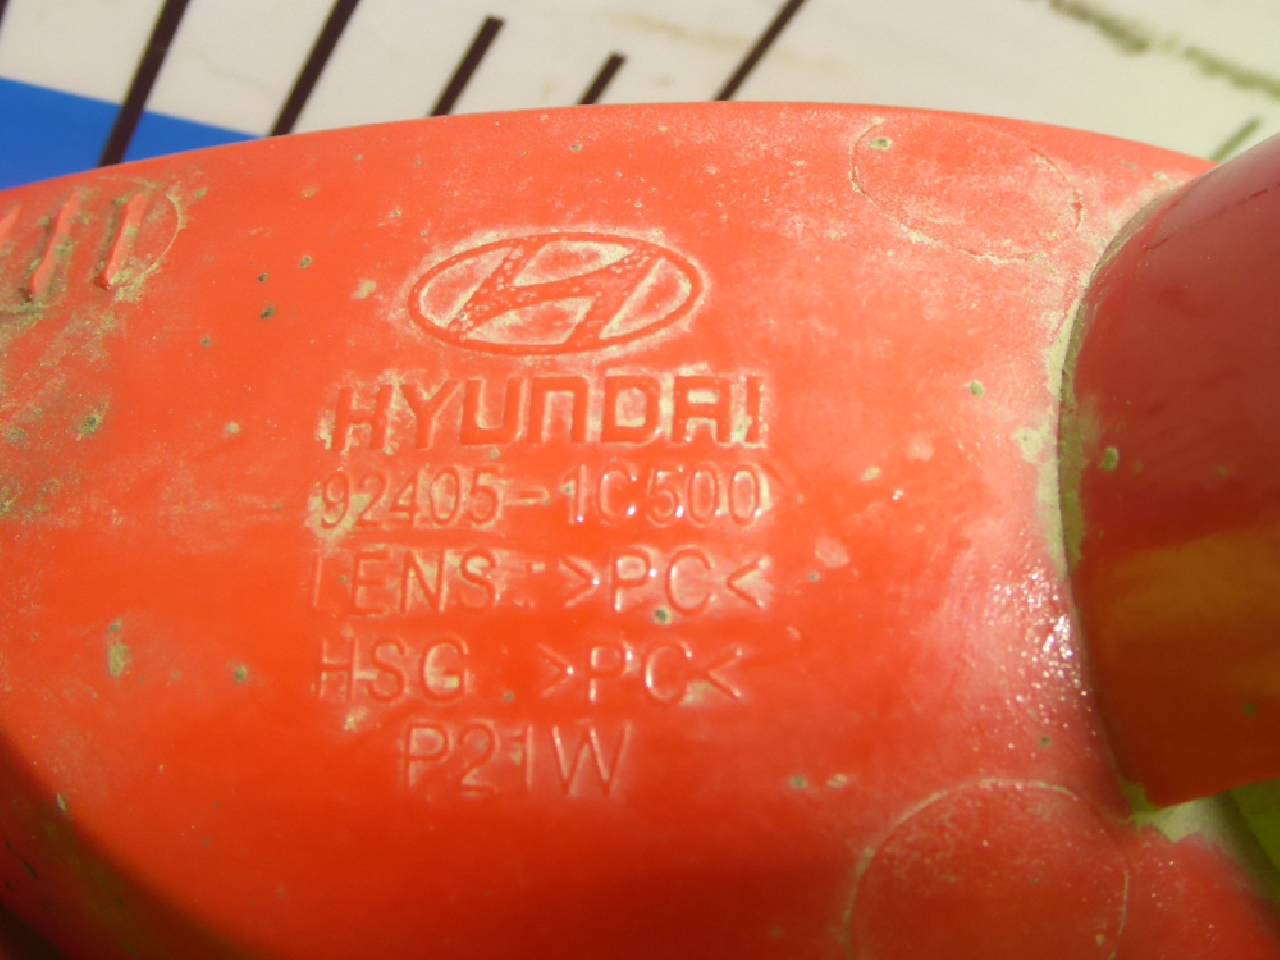 HYUNDAI
92405-1C500
LENS : >PC<
HSG : >PC<
P21W